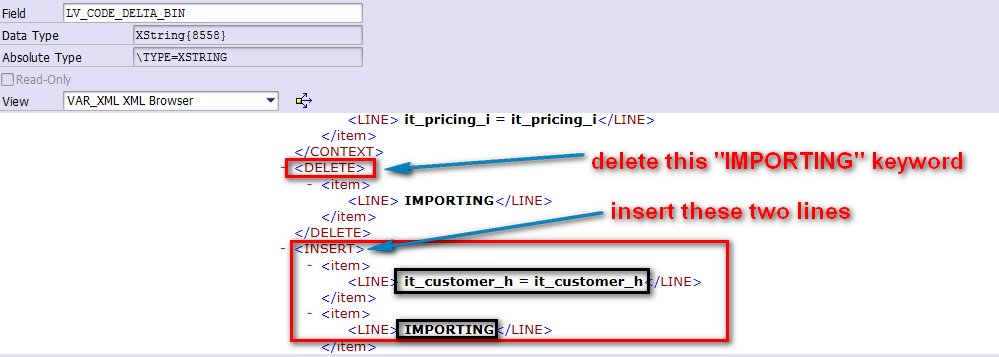 Field LV_CODE_DELTA_BIN
Data Type XString{8558}
Absolute Type \TYPE=XSTRING
Read-Only
View VAR_XML XML Browser
<LINE> it_pricing_i = it_pricing_i</LINE>
</item>
</CONTEXT>
- <DELETE>
delete this "IMPORTING" keyword
- <item>
<LINE> IMPORTING</LINE>
</item>
insert these two lines
</DELETE>
- <INSERT>
- <item>
<LINE> it_customer_h = it_customer_h</LINE>
</item>
- <item>
<LINE> IMPORTING</LINE>
</item>